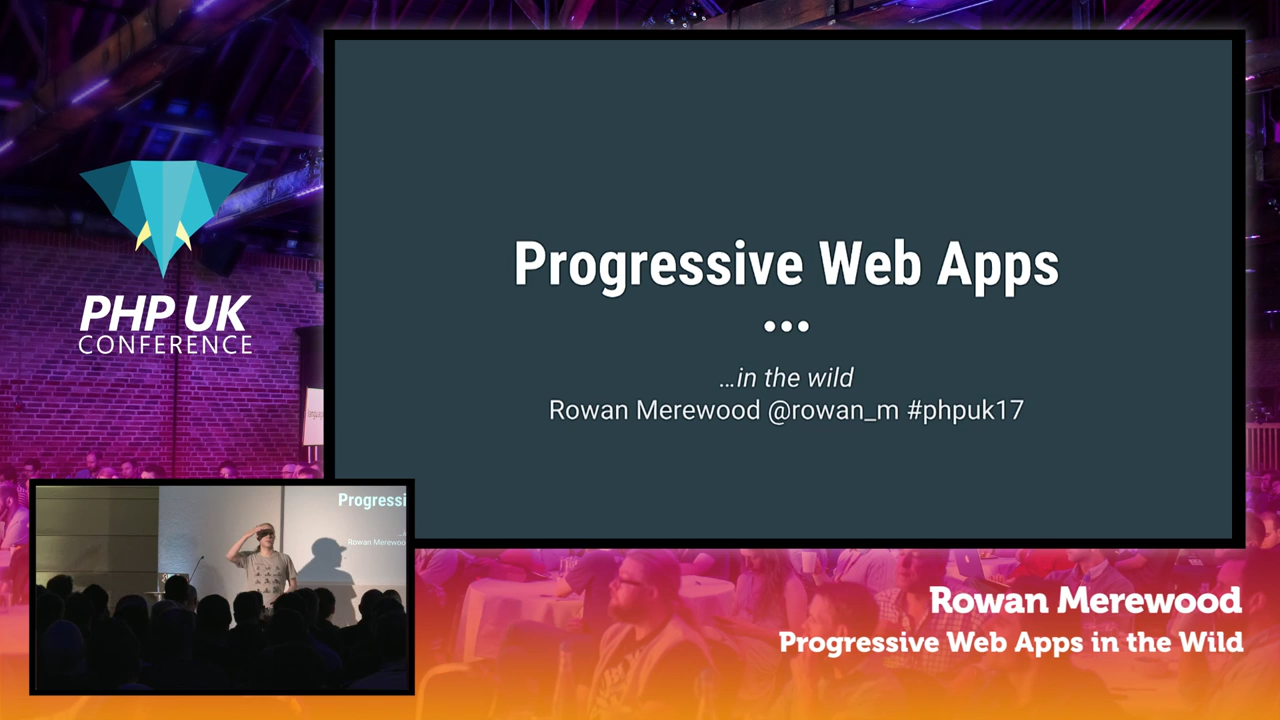 Progressive Web Apps
...in the wild
Rowan Merewood @rowan_m #phpuk17
PHP UK
CONFERENCE
Progressi
Rowan Merewoo
Rowan Merewood
Progressive Web Apps in the Wild